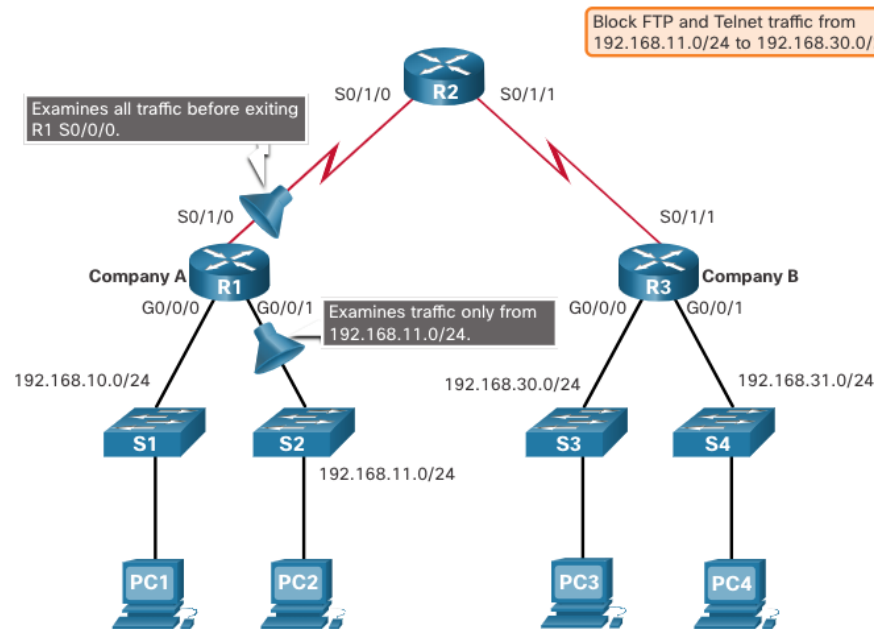 Block FTP and Telnet traffic from
192.168.11.0/24 to 192.168.30.0/
R2
S0/1/0
S0/1/1
Examines all traffic before exiting
R1 S0/0/0.
S0/1/0
S0/1/1
Company A
R1
R3
Company B
G0/0/0
G0/0/1
G0/0/0
G0/0/1
Examines traffic only from
192.168.11.0/24.
192.168.10.0/24
192.168.30.0/24
192.168.31.0/24
S1
S2
S3
S4
192.168.11.0/24
PC1
PC2
PC3
PC4